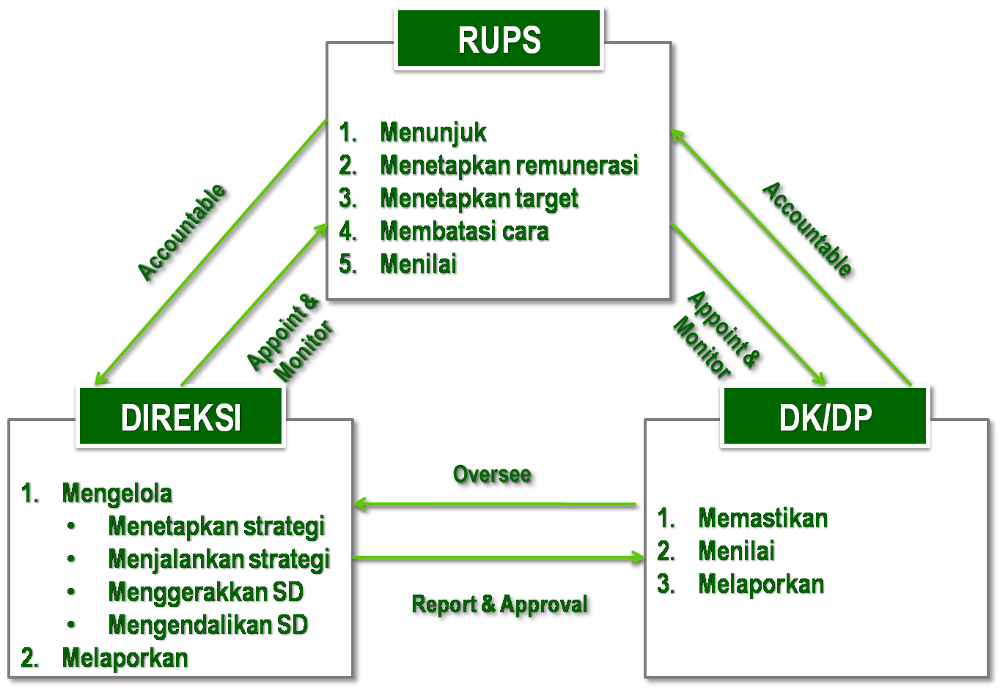 RUPS
1. Menunjuk
2. Menetapkan remunerasi
3. Menetapkan target
4. Membatasi cara
5. Menilai
Accountable
Appoint &
Monitor
Accountable
Appoint &
Monitor
DIREKSI
1. Mengelola
• Menetapkan strategi
• Menjalankan strategi
• Menggerakkan SD
• Mengendalikan SD
2. Melaporkan
Oversee
Report & Approval
DK/DP
1. Memastikan
2. Menilai
3. Melaporkan